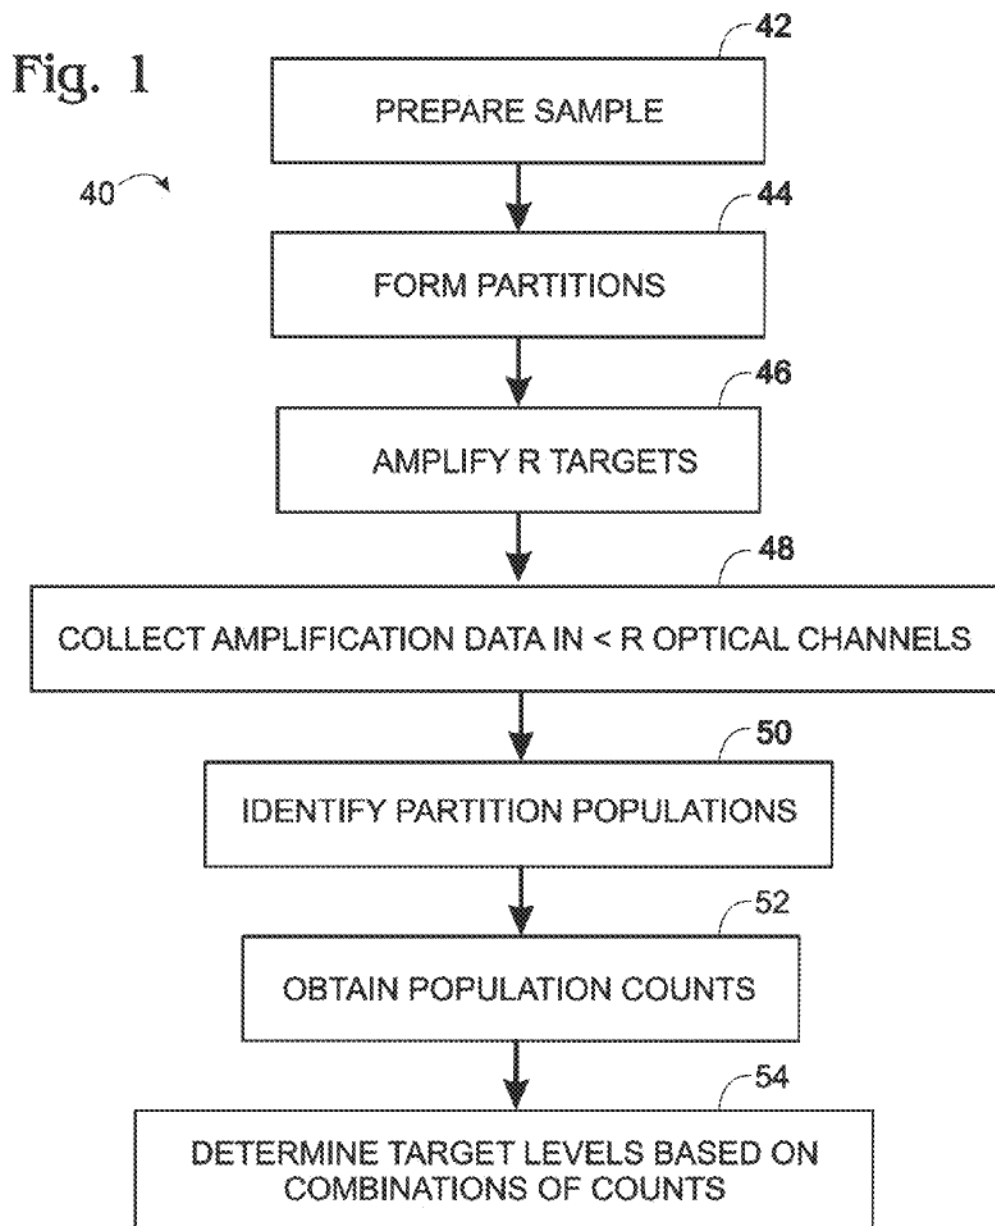 Fig. 1
40
42
PREPARE SAMPLE
44
FORM PARTITIONS
46
AMPLIFY R TARGETS
48
COLLECT AMPLIFICATION DATA IN < R OPTICAL CHANNELS
50
IDENTIFY PARTITION POPULATIONS
52
OBTAIN POPULATION COUNTS
54
DETERMINE TARGET LEVELS BASED ON
COMBINATIONS OF COUNTS